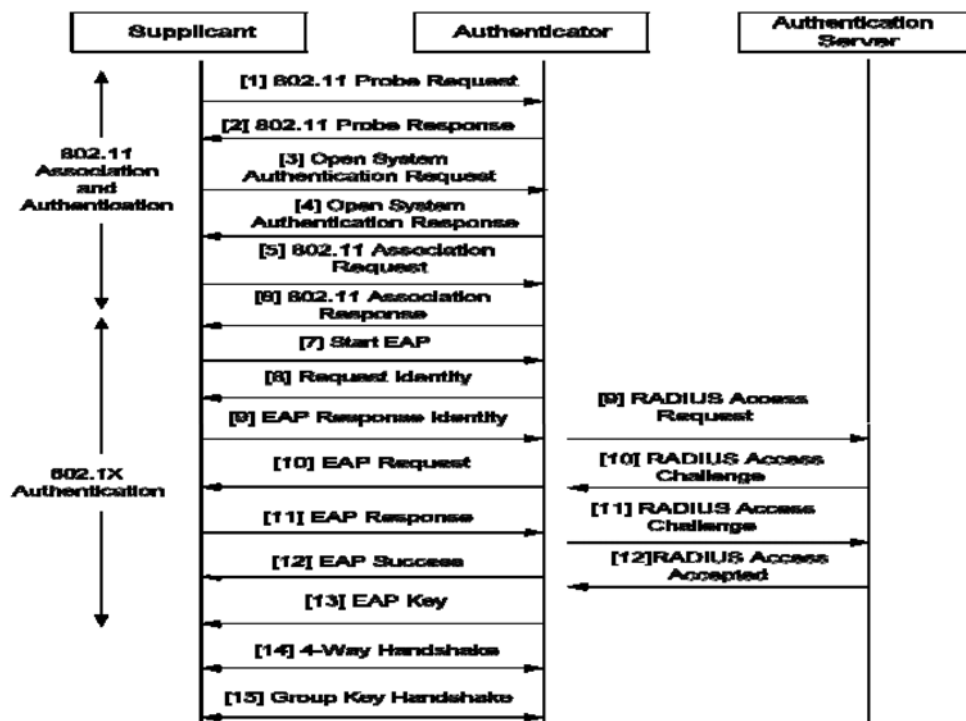 Supplicant
Authenticator
Authentication
Server
[1] 802.11 Probe Request
[2[ 802.11 Probe Response
802.11
Association
and
Authentication
[3] Open System
Authentication Request
[4] Open System
Authentication Response
[5] 802.11 Association
Request
[6] 802.11 Association
Response
[7] Start EAP
[8] Request Identity
[9] EAP Response Identity
[9] RADIUS Access
Request
802.1X
Authentication
[10] EAP Request
[10[ RADIUS Access
Challenge
[11] EAP Response
[11] RADIUS Access
Challenge
[12[ EAP Success
[12]RADIUS Access
Accepted
[13[ EAP Key
[14] 4-Way Handshake
[15] Group Key Handshake